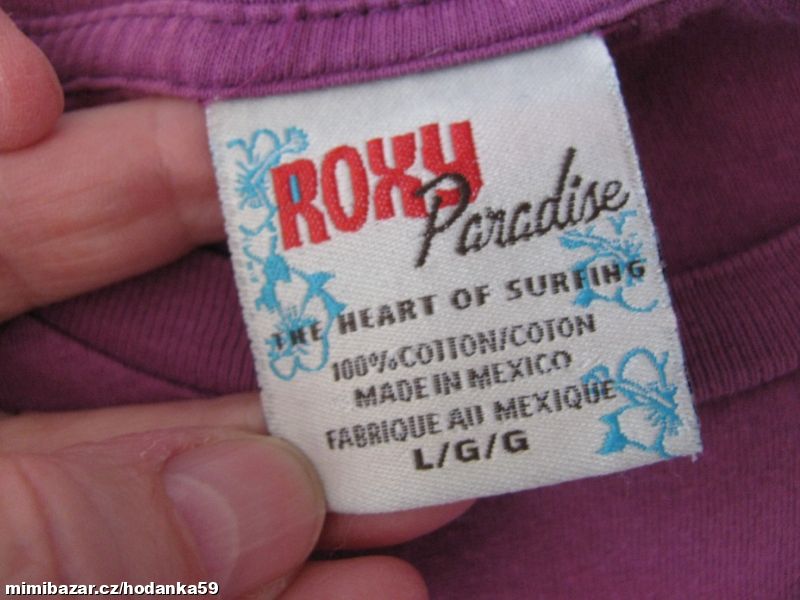 ROXY
Paradise
THE HEART OF SURFING
100% COTTON/COTON
MADE IN MEXICO
FABRIQUE AU MEXIQUE
L/G/G
mimibazar.cz/hodanka59